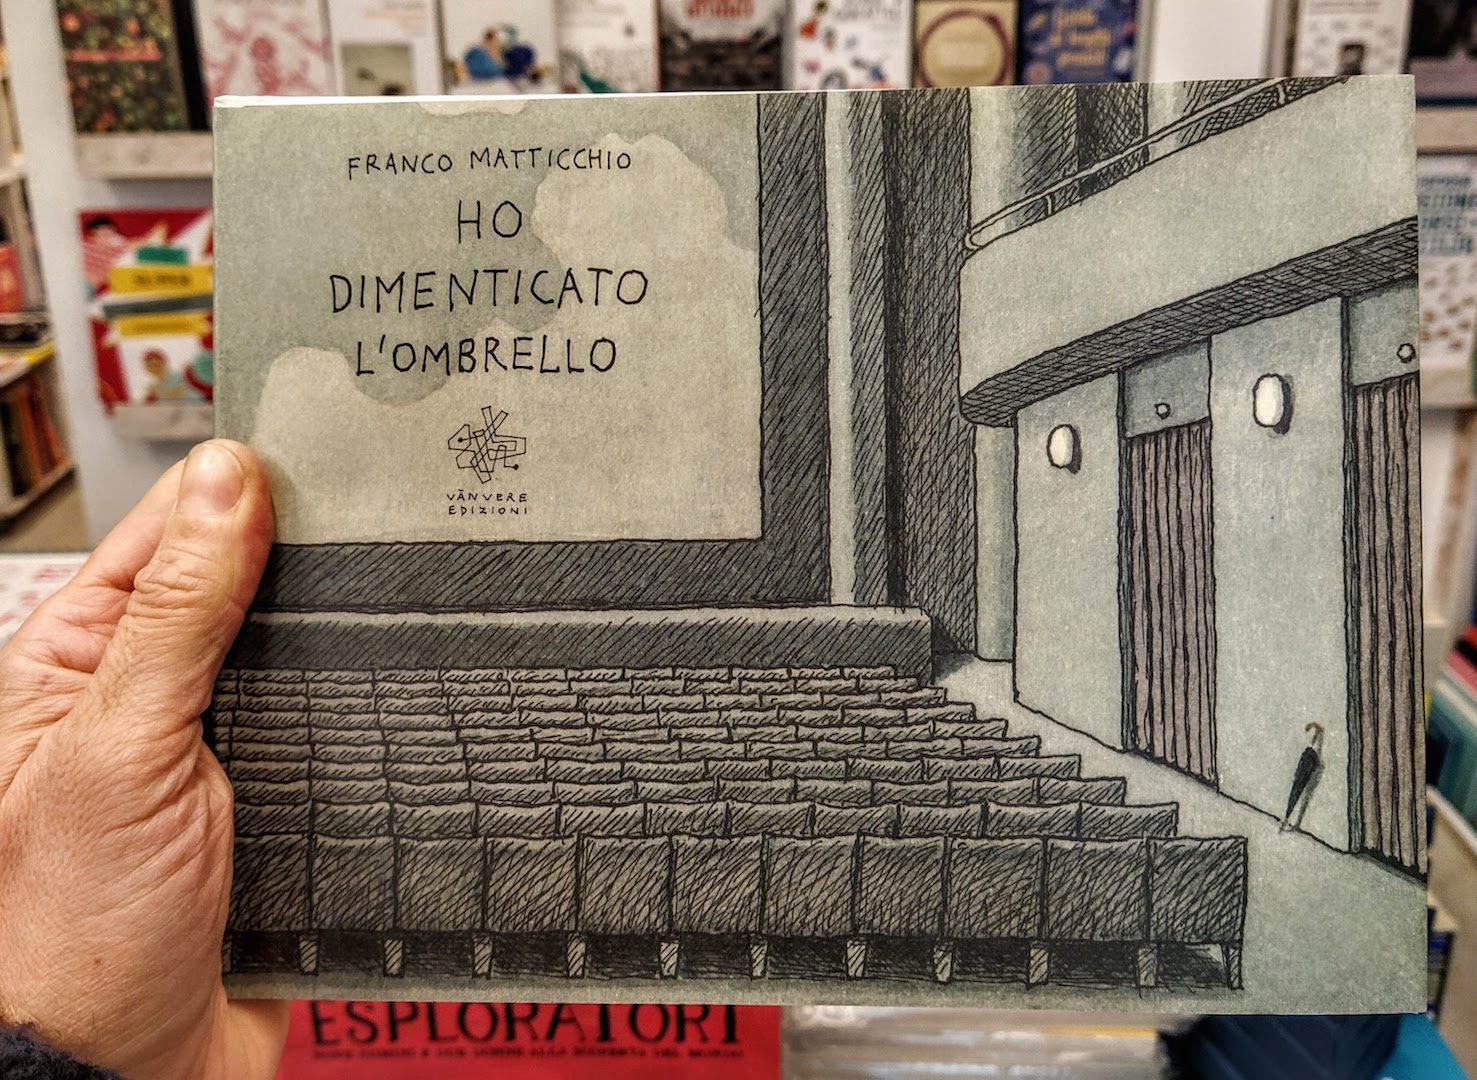 FRANCO MATTICCHIO
HO
DIMENTICATO
L'OMBRELLO
VĀNVERE
EDIZIONI
ESPLORATORI